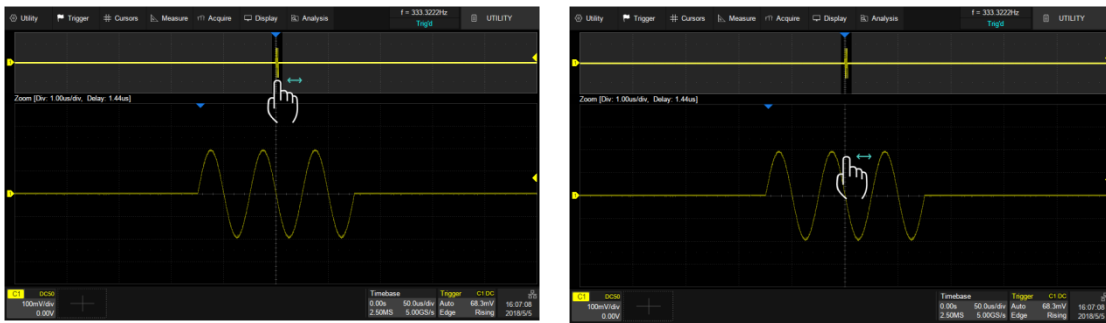 Utility Trigger Cursors Measure Acquire Display Analysis f = 333.3222Hz Trig'd UTILITY
D
Zoom [Div: 1.00us/div, Delay: 1.44us]
D
C1 DC50
100mV/div
0.00V
Timebase
0.00s 50.0us/div
2.50MS 5.00GS/s
Trigger C1 DC
Auto 68.3mV
Edge Rising
16:07:08
2018/5/5
Utility Trigger Cursors Measure Acquire Display Analysis f = 333.3222Hz Trig'd UTILITY
D
Zoom [Div: 1.00us/div, Delay: 1.44us]
D
C1 DC50
100mV/div
0.00V
Timebase
0.00s 50.0us/div
2.50MS 5.00GS/s
Trigger C1 DC
Auto 68.3mV
Edge Rising
16:07:08
2018/5/5